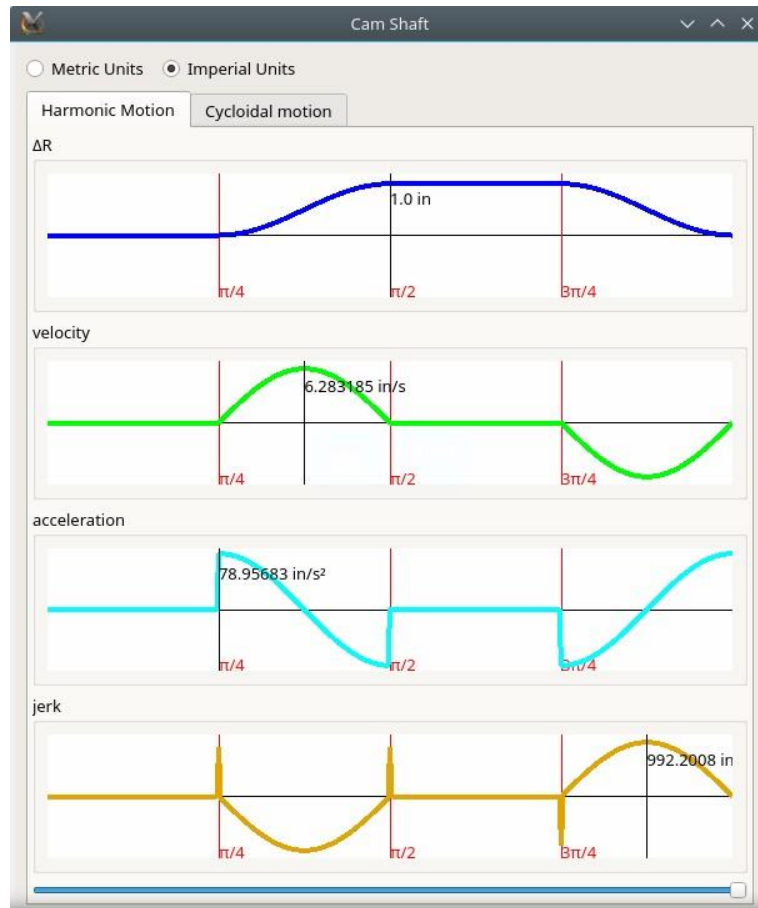 Cam Shaft
Metric Units Imperial Units
Harmonic Motion Cycloidal motion
ΔR
1.0 in
π/4 π/2 3π/4
velocity
6.283185 in/s
π/4 π/2 3π/4
acceleration
78.95683 in/s²
π/4 π/2 3π/4
jerk
992.2008 in
π/4 π/2 3π/4